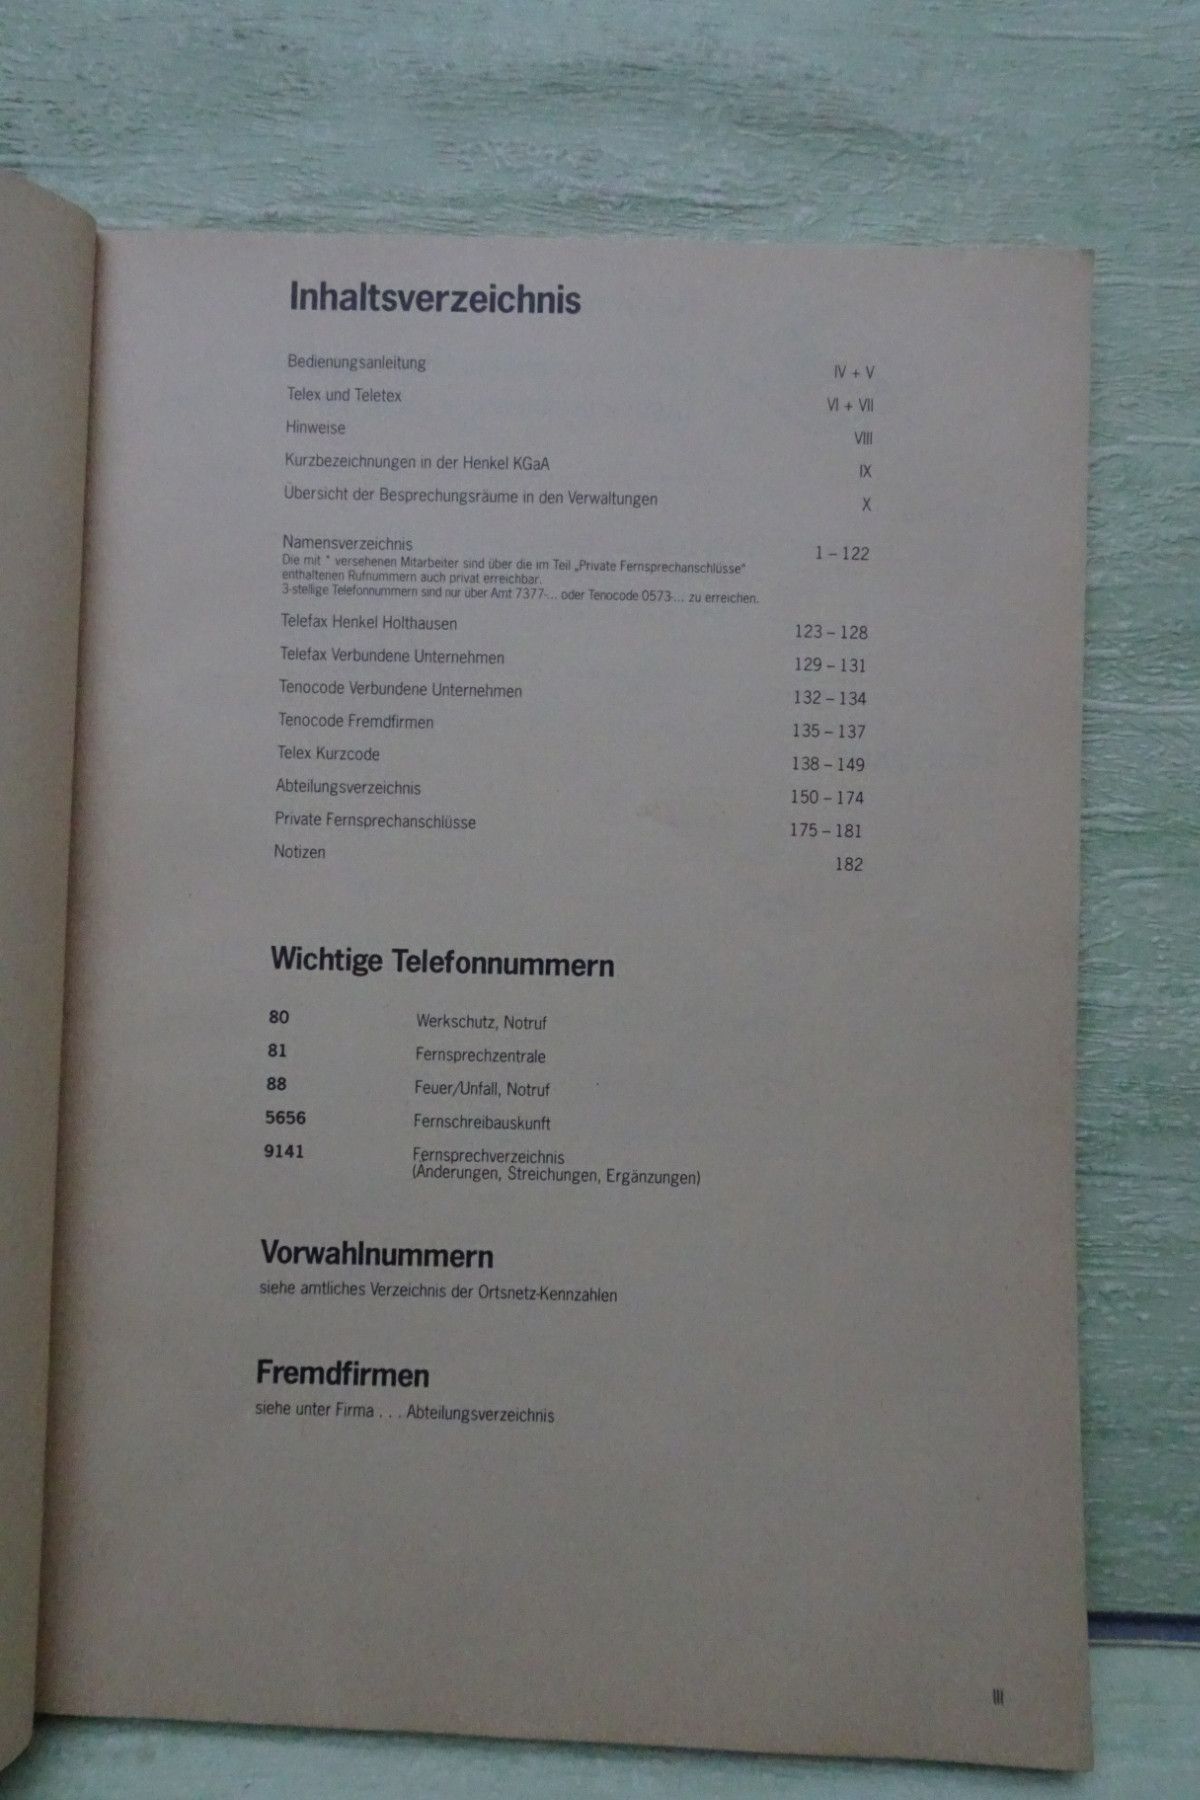 Inhaltsverzeichnis
Bedienungsanleitung IV + V
Telex und Teletex VI + VII
Hinweise VIII
Kurzbezeichnungen in der Henkel KGaA IX
Übersicht der Besprechungsräume in den Verwaltungen X
Namensverzeichnis 1 – 122
Die mit * versehenen Mitarbeiter sind über die im Teil „Private Fernsprechanschlüsse"
enthaltenen Rufnummern auch privat erreichbar.
3-stellige Telefonnummern sind nur über Amt 7377-... oder Tenocode 0573-... zu erreichen.
Telefax Henkel Holthausen 123 – 128
Telefax Verbundene Unternehmen 129 – 131
Tenocode Verbundene Unternehmen 132 – 134
Tenocode Fremdfirmen 135 – 137
Telex Kurzcode 138 – 149
Abteilungsverzeichnis 150 – 174
Private Fernsprechanschlüsse 175 – 181
Notizen 182
Wichtige Telefonnummern
80 Werkschutz, Notruf
81 Fernsprechzentrale
88 Feuer/Unfall, Notruf
5656 Fernschreibauskunft
9141 Fernsprechverzeichnis
(Änderungen, Streichungen, Ergänzungen)
Vorwahlnummern
siehe amtliches Verzeichnis der Ortsnetz-Kennzahlen
Fremdfirmen
siehe unter Firma . . . Abteilungsverzeichnis
III